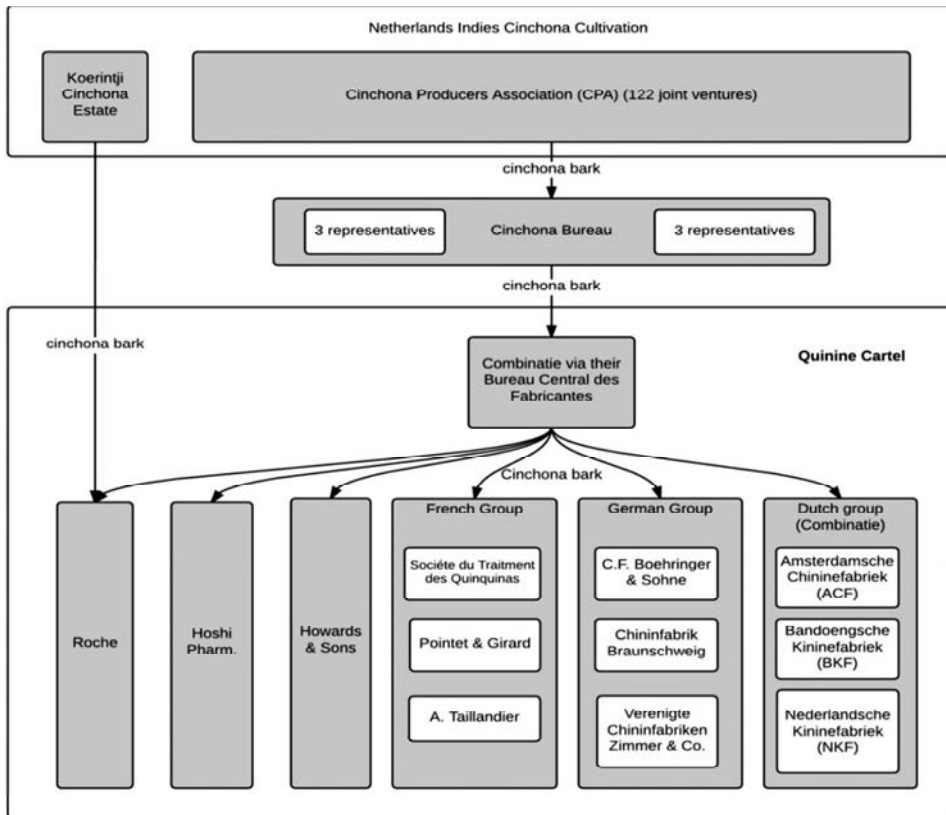 Netherlands Indies Cinchona Cultivation
Koerintji
Cinchona
Estate
Cinchona Producers Association (CPA) (122 joint ventures)
cinchona bark
3 representatives
Cinchona Bureau
3 representatives
cinchona bark
cinchona bark
Quinine Cartel
Combinatie via their
Bureau Central des
Fabricantes
Cinchona bark
Roche
Hoshi
Pharm.
Howards
& Sons
French Group
Sociéte du Traitment
des Quinquinas
Pointet & Girard
A. Taillandier
German Group
C.F. Boehringer
& Sohne
Chininfabrik
Braunschweig
Verenigte
Chininfabriken
Zimmer & Co.
Dutch group
(Combinatie)
Amsterdamsche
Chininefabriek
(ACF)
Bandoengsche
Kininefabriek
(BKF)
Nederlandsche
Kininefabriek
(NKF)